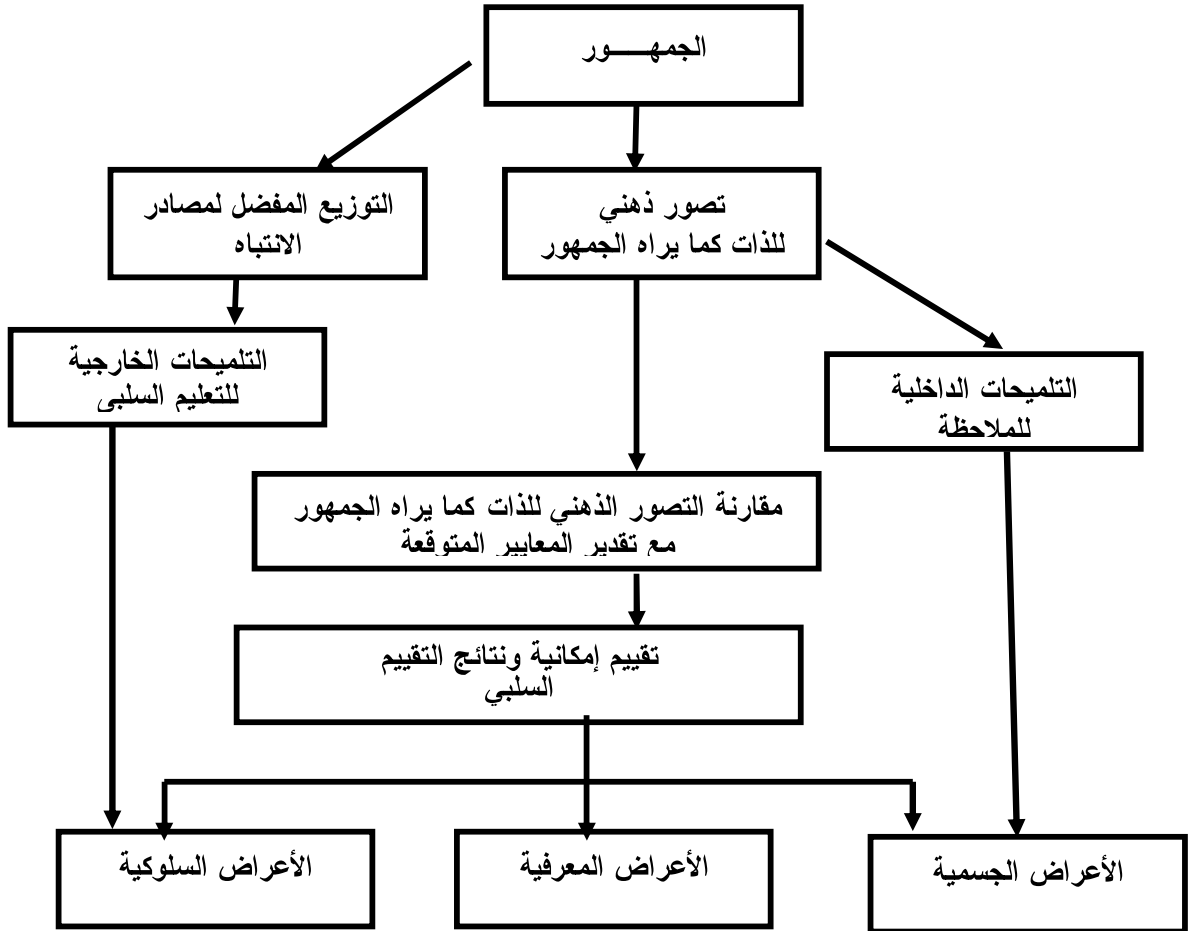 الجمهـــــور
تصور ذهني
للذات كما يراه الجمهور
التوزيع المفضل لمصادر
الانتباه
التلميحات الداخلية
للملاحظة
التلميحات الخارجية
للتعليم السلبي
مقارنة التصور الذهني للذات كما يراه الجمهور
مع تقدير المعايير المتوقعة
تقييم إمكانية ونتائج التقييم
السلبي
الأعراض الجسمية
الأعراض المعرفية
الأعراض السلوكية